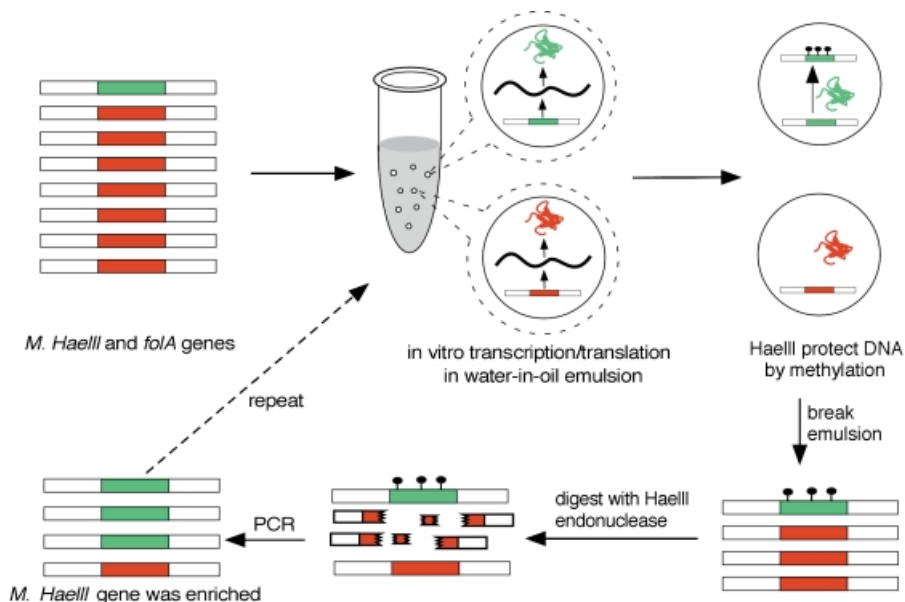 M. HaeIII and folA genes
in vitro transcription/translation
in water-in-oil emulsion
HaeIII protect DNA
by methylation
break
emulsion
digest with HaeIII
endonuclease
PCR
repeat
M. HaeIII gene was enriched